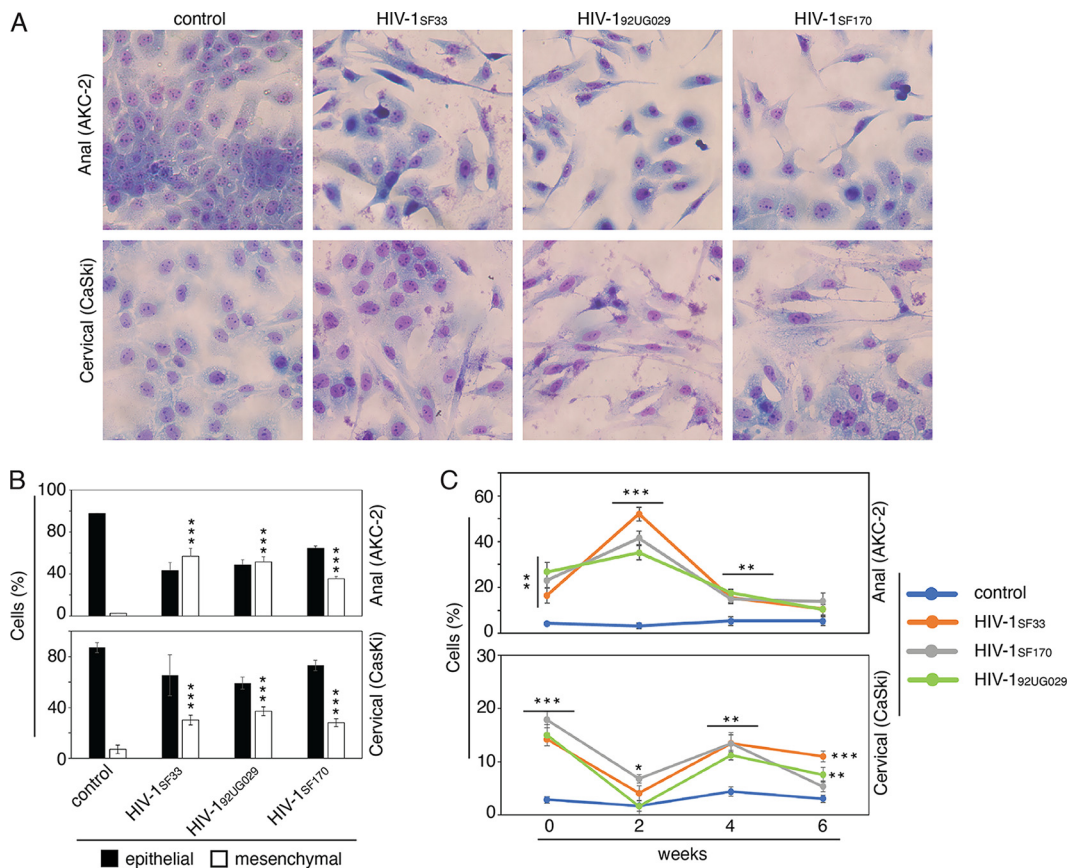 A
control
HIV-1SF33
HIV-192UG029
HIV-1SF170
Anal (AKC-2)
Cervical (CaSki)
B
Cells (%)
100
80
40
0
***
***
***
Anal (AKC-2)
80
40
0
***
***
***
Cervical (CasKi)
control
HIV-1SF33
HIV-192UG029
HIV-1SF170
epithelial
mesenchymal
C
Cells (%)
60
40
20
0
**
***
**
Anal (AKC-2)
30
20
10
0
***
*
**
***
**
Cervical (CaSki)
0 2 4 6
weeks
control
HIV-1SF33
HIV-1SF170
HIV-192UG029